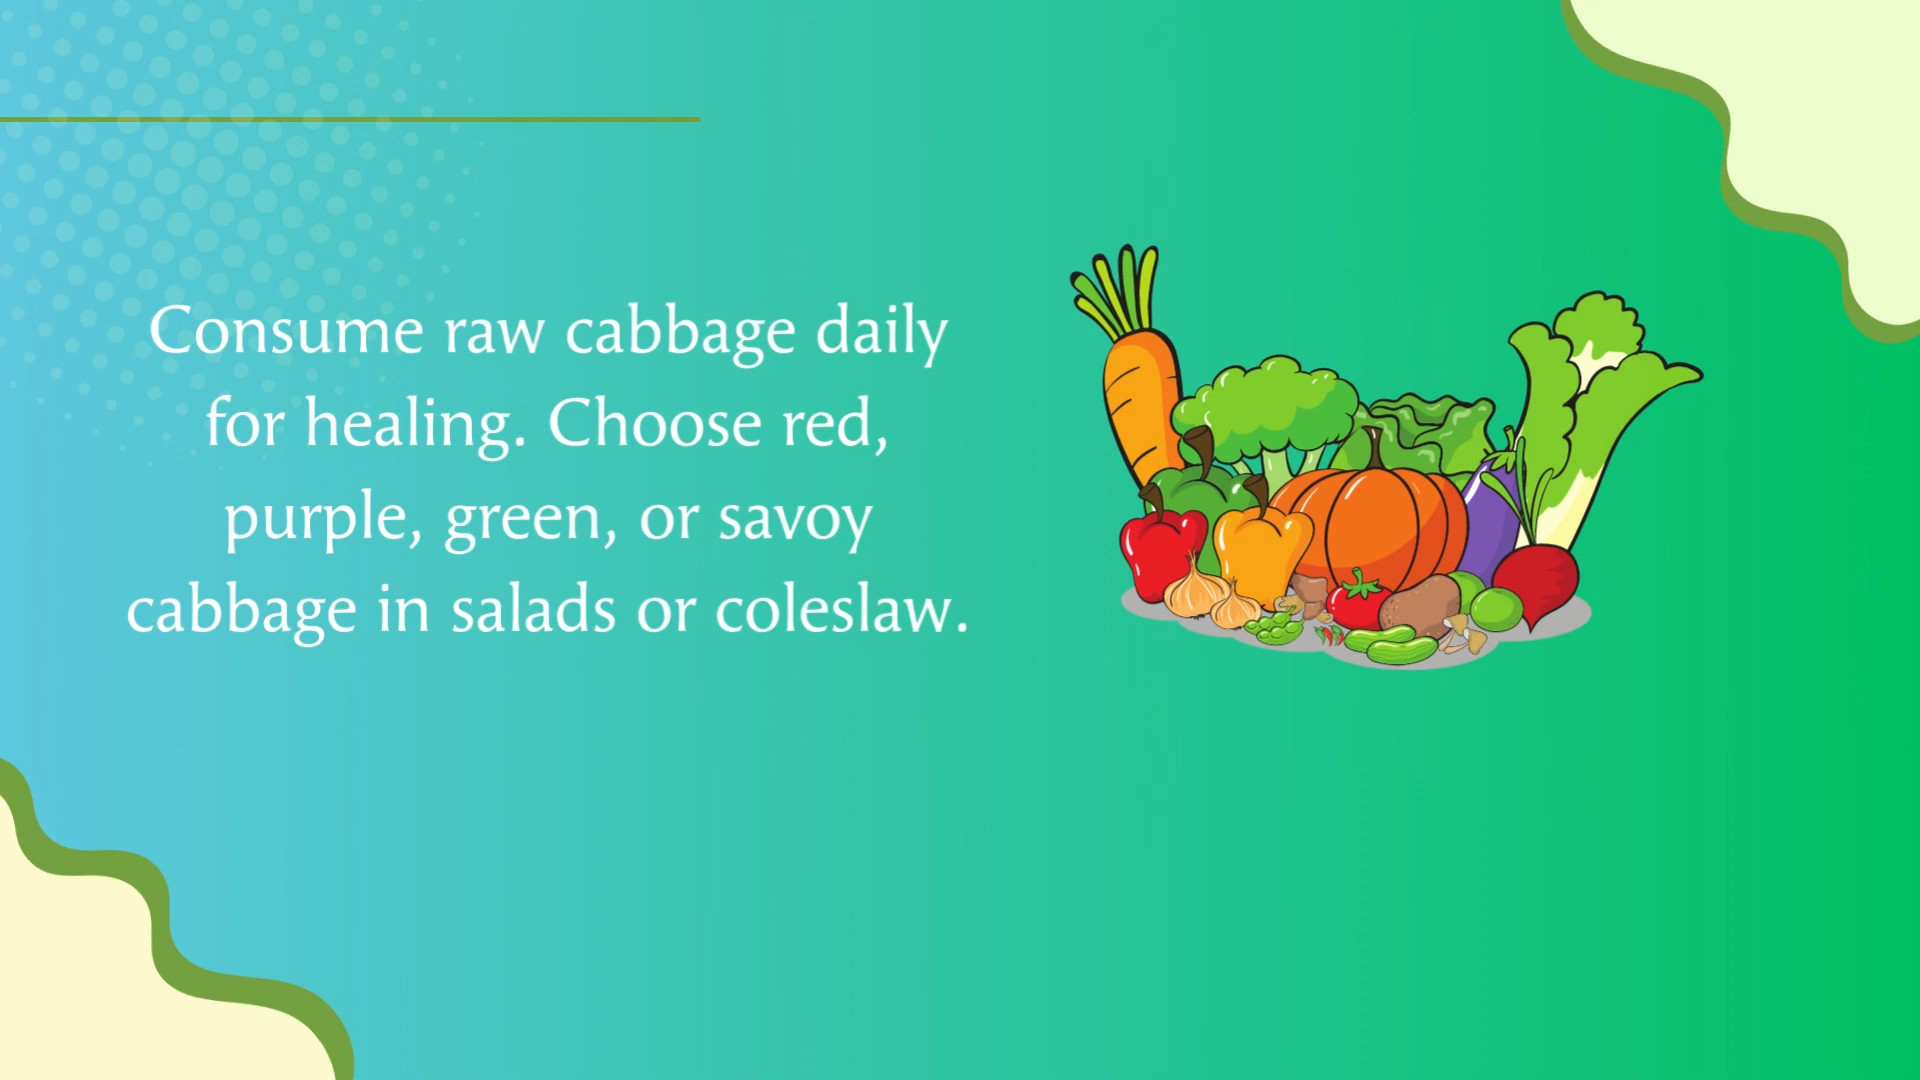 Consume raw cabbage daily
for healing. Choose red,
purple, green, or savoy
cabbage in salads or coleslaw.